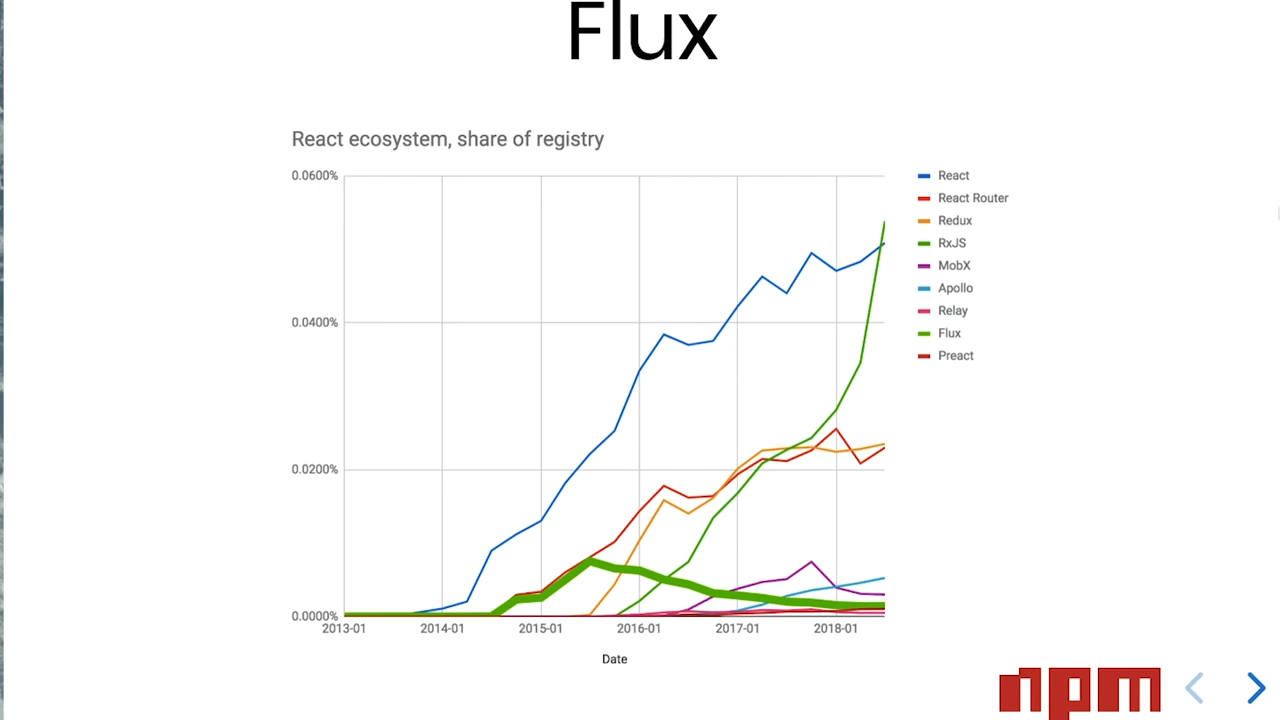 Flux
React ecosystem, share of registry
0.0600%
0.0400%
0.0200%
0.0000%
2013-01 2014-01 2015-01 2016-01 2017-01 2018-01
Date
React
React Router
Redux
RxJS
MobX
Apollo
Relay
Flux
Preact
npm